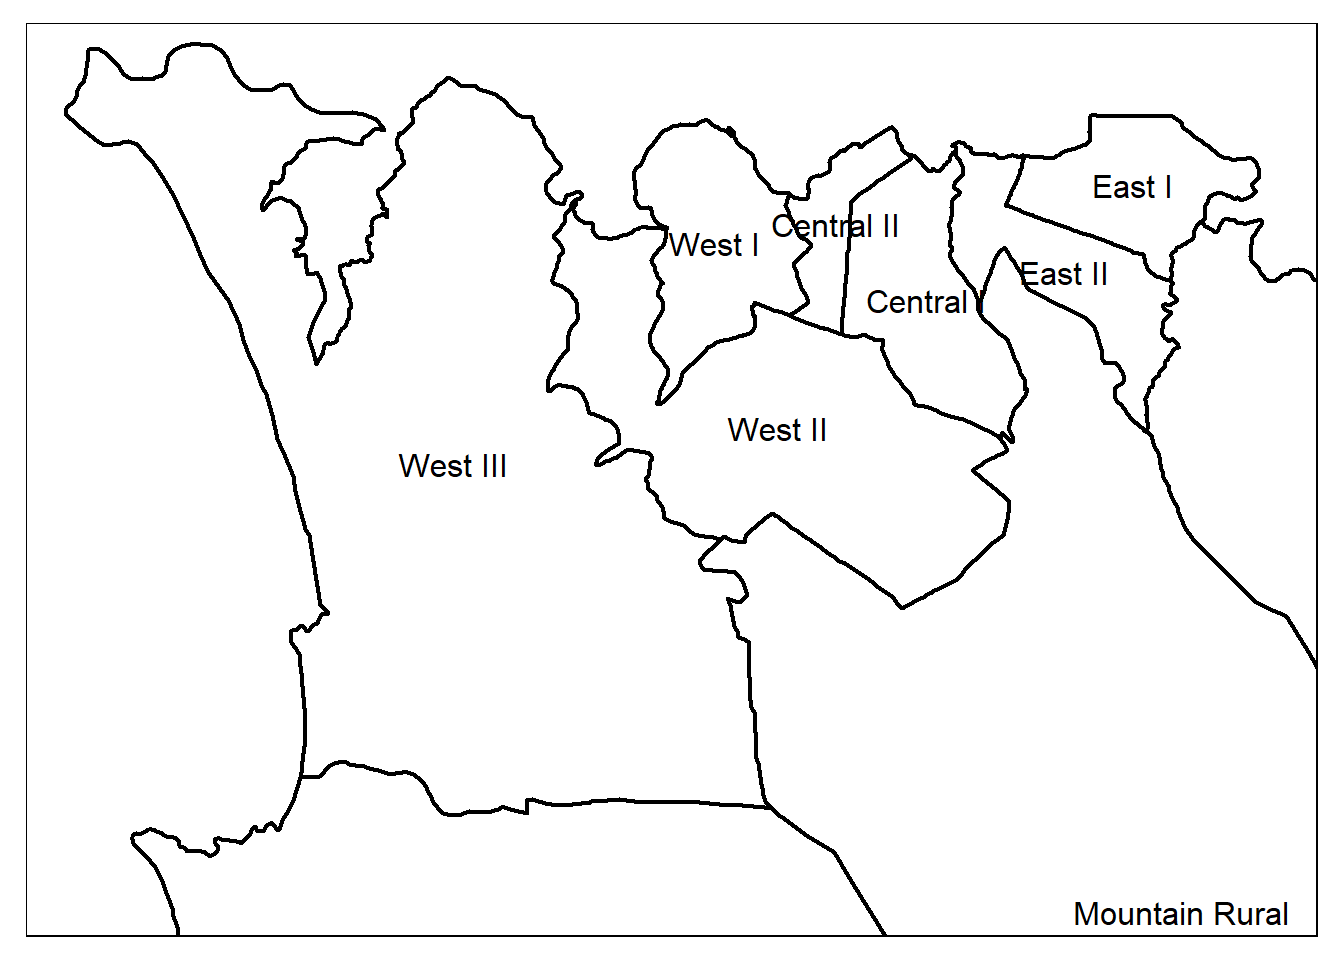 East I
Central II
West I
East II
Central I
West II
West III
Mountain Rural